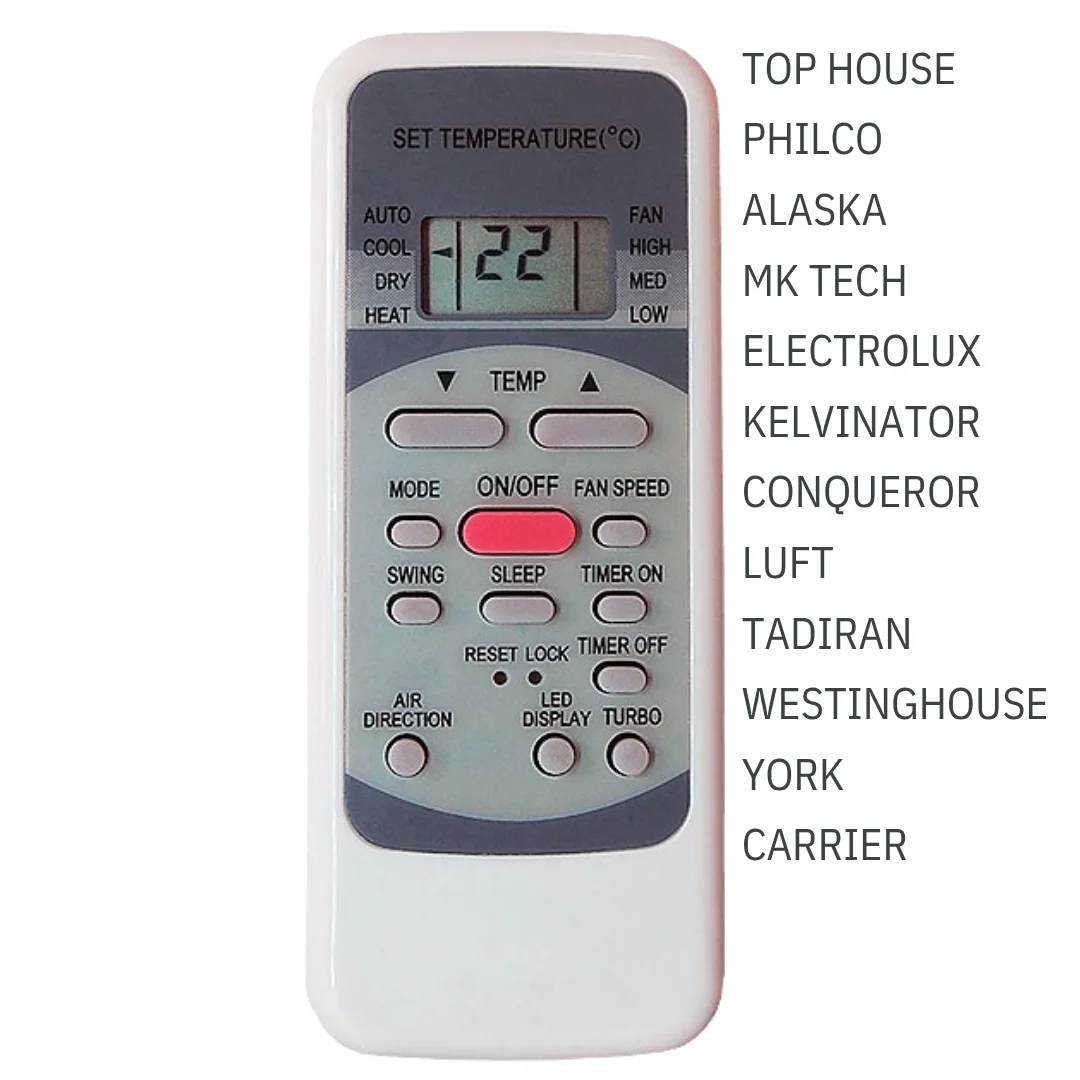 SET TEMPERATURE(°C)
AUTO
COOL
DRY
HEAT
22
FAN
HIGH
MED
LOW
▼ TEMP ▲
MODE
ON/OFF
FAN SPEED
SWING
SLEEP
TIMER ON
RESET
LOCK
TIMER OFF
AIR
DIRECTION
LED
DISPLAY
TURBO
TOP HOUSE
PHILCO
ALASKA
MK TECH
ELECTROLUX
KELVINATOR
CONQUEROR
LUFT
TADIRAN
WESTINGHOUSE
YORK
CARRIER